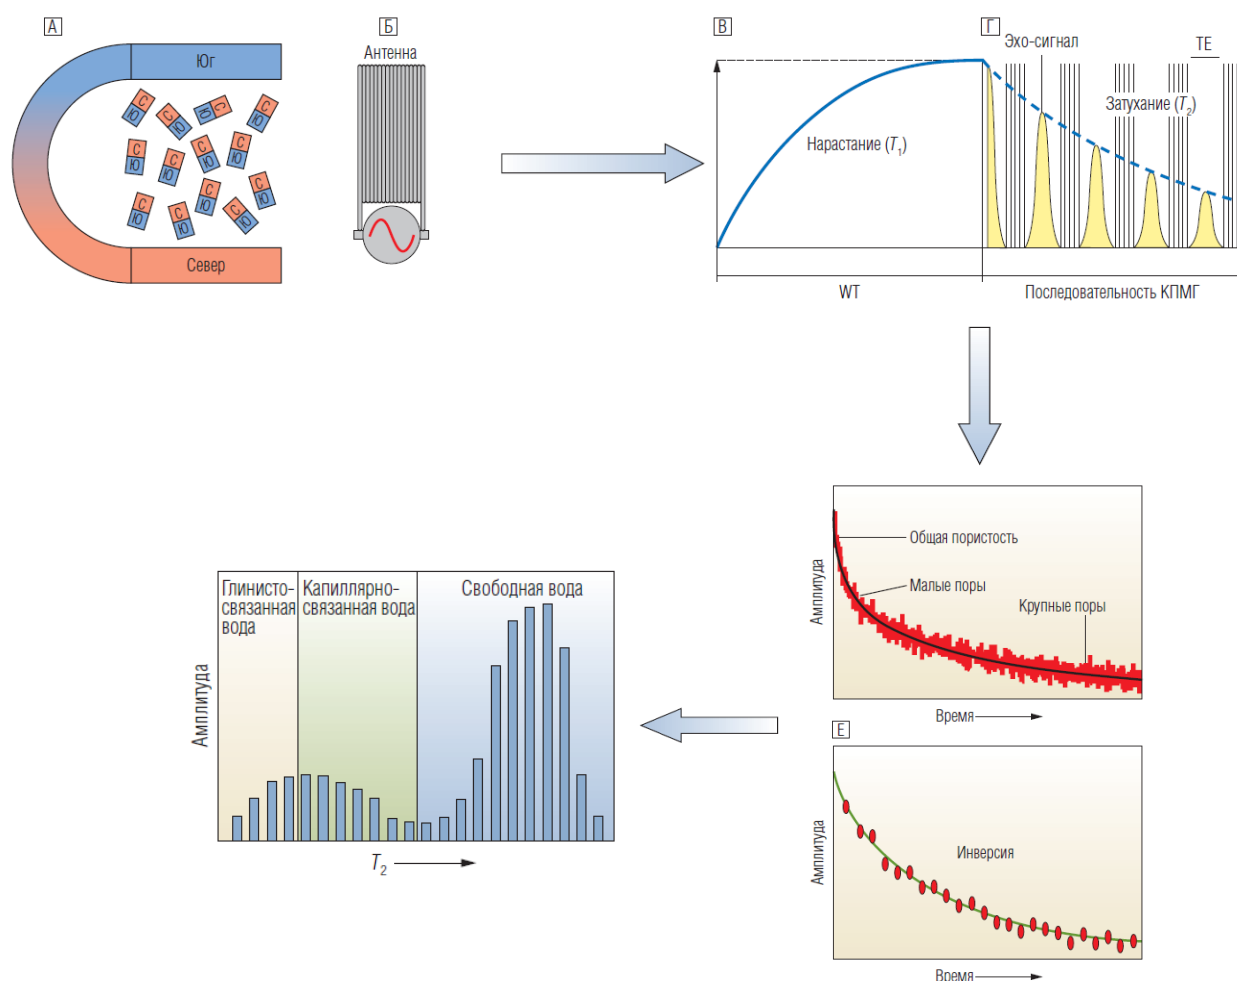 А
Юг
С
Ю
С
Ю
С
Ю
С
Ю
С
Ю
С
Ю
С
Ю
С
Ю
С
Ю
С
Ю
С
Ю
С
Ю
С
Ю
Север
Б
Антенна
В
Нарастание (T1)
WT
Г
Эхо-сигнал
TE
Затухание (T2)
Последовательность КПМГ
Амплитуда
Общая пористость
Малые поры
Крупные поры
Время
Е
Амплитуда
Инверсия
Время
Глинисто-
связанная
вода
Капиллярно-
связанная вода
Свободная вода
Амплитуда
T2